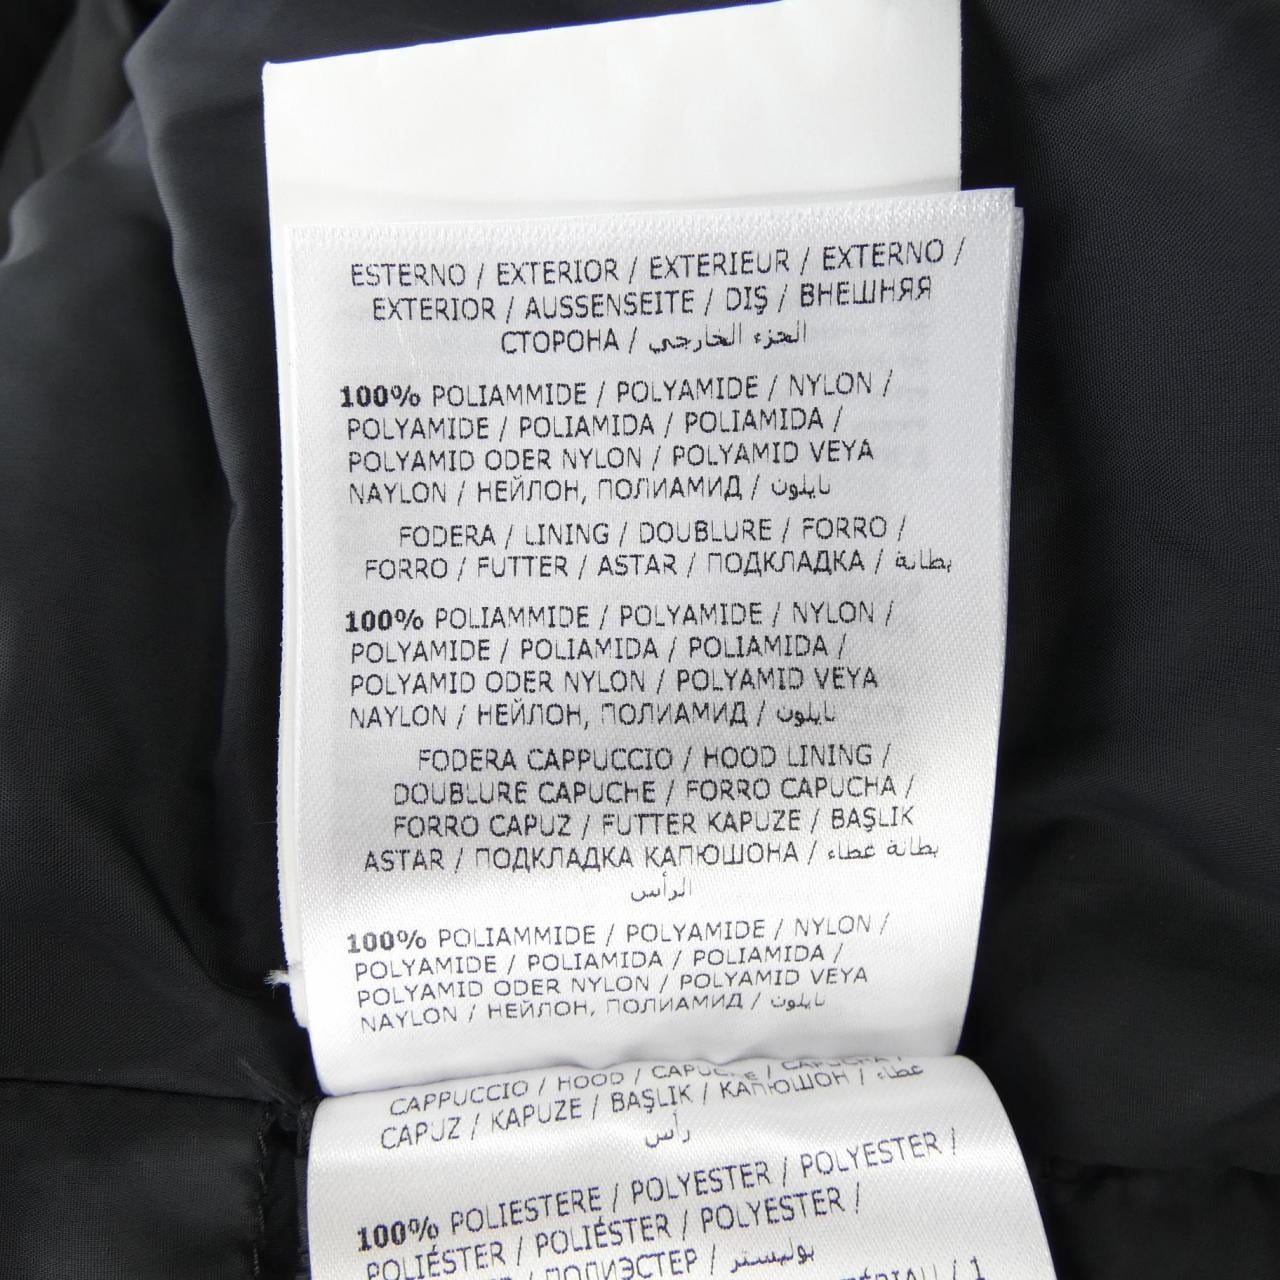 ESTERNO / EXTERIOR / EXTERIEUR / EXTERNO /
EXTERIOR / AUSSENSEITE / DIŞ / ВНЕШНЯЯ
СТОРОНА / الجزء الخارجي
100% POLIAMMIDE / POLYAMIDE / NYLON /
POLYAMIDE / POLIAMIDA / POLIAMIDA /
POLYAMID ODER NYLON / POLYAMID VEYA
NAYLON / НЕЙЛОН, ПОЛИАМИД / نايلون
FODERA / LINING / DOUBLURE / FORRO /
FORRO / FUTTER / ASTAR / ПОДКЛАДКА / بطانة
100% POLIAMMIDE / POLYAMIDE / NYLON /
POLYAMIDE / POLIAMIDA / POLIAMIDA /
POLYAMID ODER NYLON / POLYAMID VEYA
NAYLON / НЕЙЛОН, ПОЛИАМИД / نايلون
FODERA CAPPUCCIO / HOOD LINING /
DOUBLURE CAPUCHE / FORRO CAPUCHA /
FORRO CAPUZ / FUTTER KAPUZE / BAŞLIK
ASTAR / ПОДКЛАДКА КАПЮШОНА / بطانة غطاء
الرأس
100% POLIAMMIDE / POLYAMIDE / NYLON /
POLYAMIDE / POLIAMIDA / POLIAMIDA /
POLYAMID ODER NYLON / POLYAMID VEYA
NAYLON / НЕЙЛОН, ПОЛИАМИД / نايلون
CAPPUCCIO / HOOD / CAPUCHE / CAPUCHA /
CAPUZ / KAPUZE / BAŞLIK / КАПЮШОН / غطاء
رأس
100% POLIESTERE / POLYESTER / POLYESTER /
POLIÉSTER / POLIÉSTER / POLYESTER /
/ ПОЛИЭСТЕР / بوليستر
/ 1